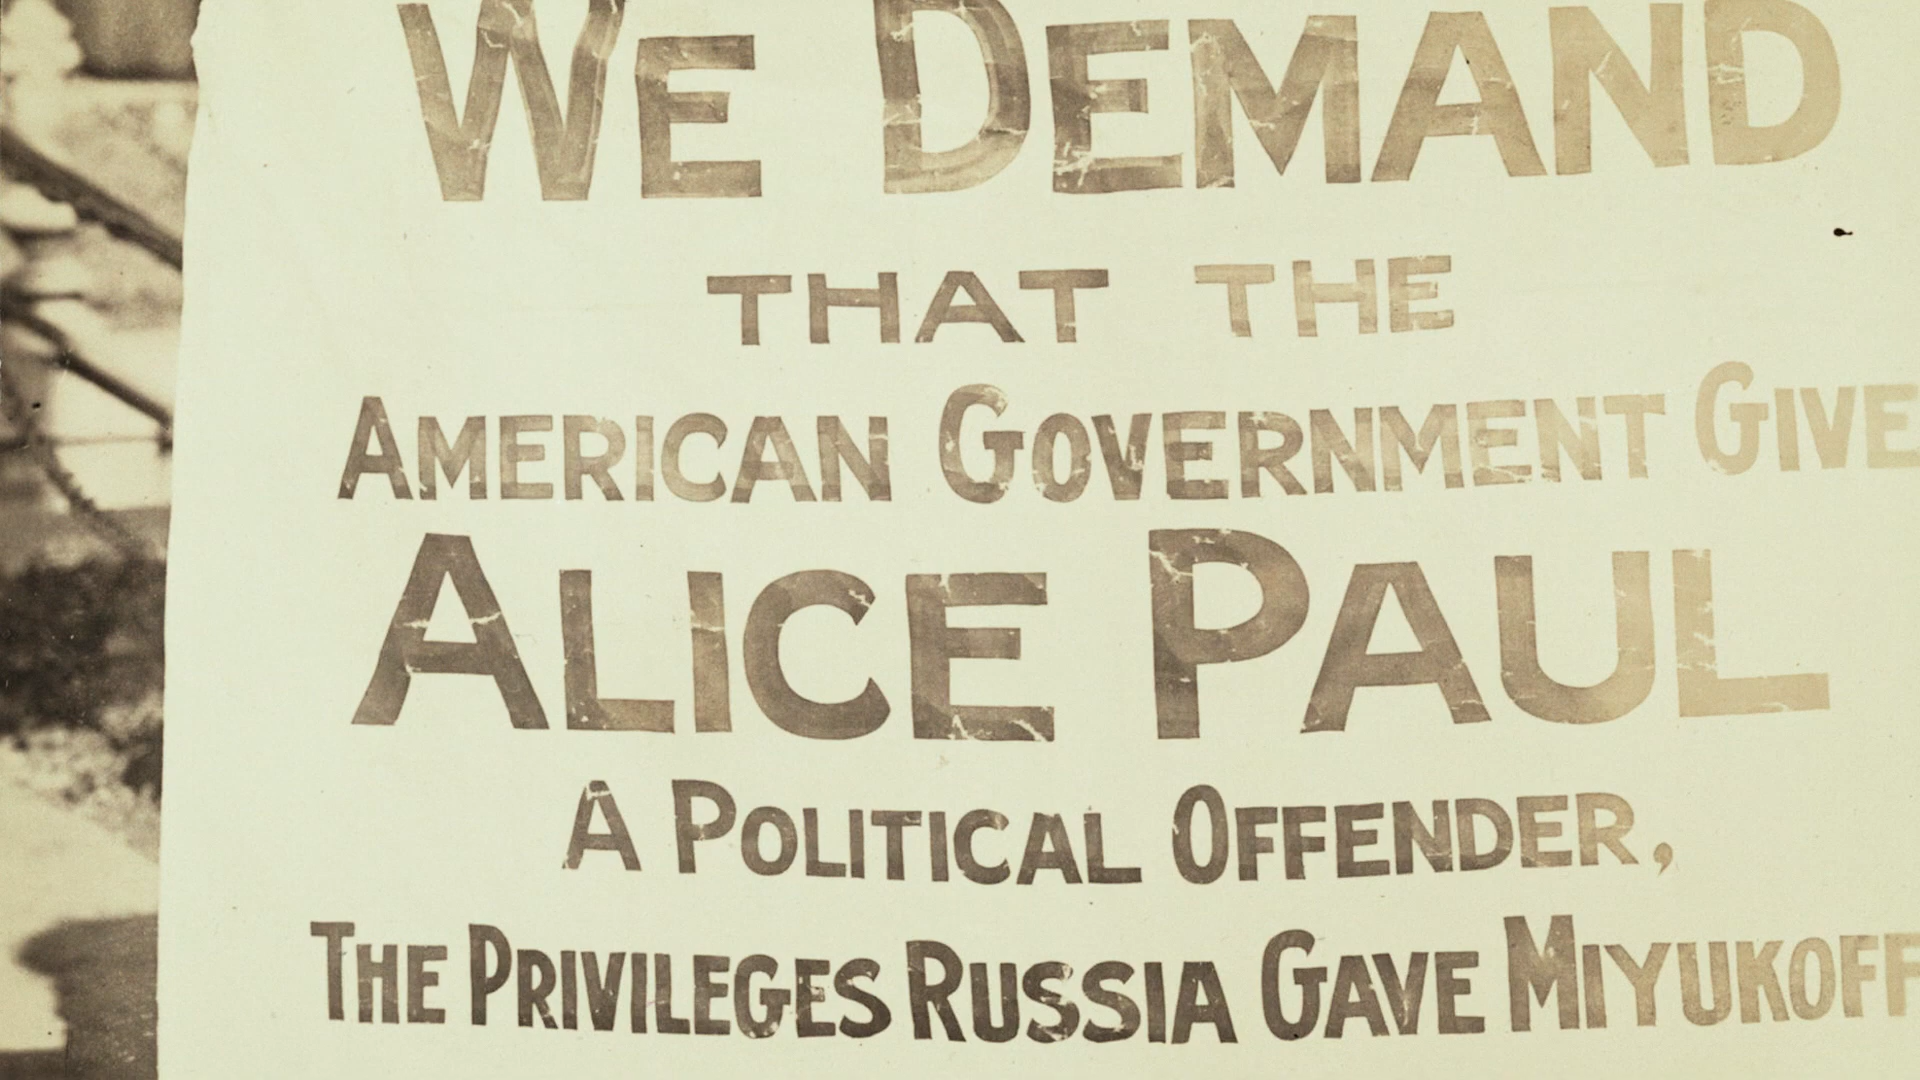 WE DEMAND
THAT THE
AMERICAN GOVERNMENT GIVE
ALICE PAUL
A POLITICAL OFFENDER,
THE PRIVILEGES RUSSIA GAVE MIYUKOFF